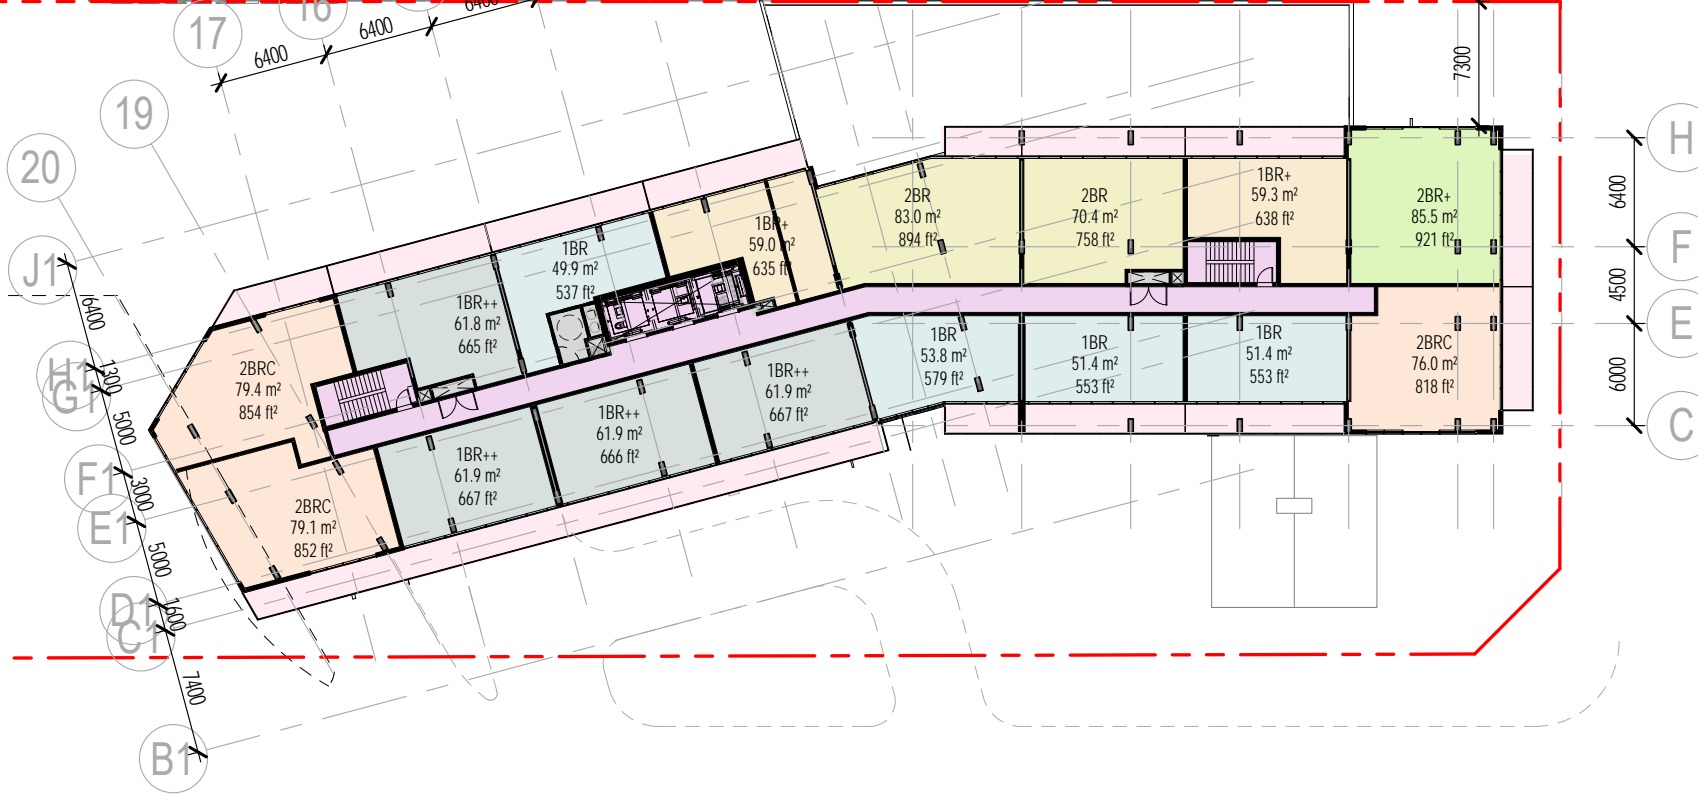 17
16
6400
6400
6400
19
20
7300
H
6400
F
4500
E
6000
C
J1
6400
H1
1300
G1
5000
F1
3000
E1
5000
D1
1600
C1
7400
B1
2BRC
79.4 m²
854 ft²
1BR++
61.8 m²
665 ft²
1BR
49.9 m²
537 ft²
1BR+
59.0 m²
635 ft²
2BR
83.0 m²
894 ft²
2BR
70.4 m²
758 ft²
1BR+
59.3 m²
638 ft²
2BR+
85.5 m²
921 ft²
2BRC
79.1 m²
852 ft²
1BR++
61.9 m²
667 ft²
1BR++
61.9 m²
666 ft²
1BR++
61.9 m²
667 ft²
1BR
53.8 m²
579 ft²
1BR
51.4 m²
553 ft²
1BR
51.4 m²
553 ft²
2BRC
76.0 m²
818 ft²